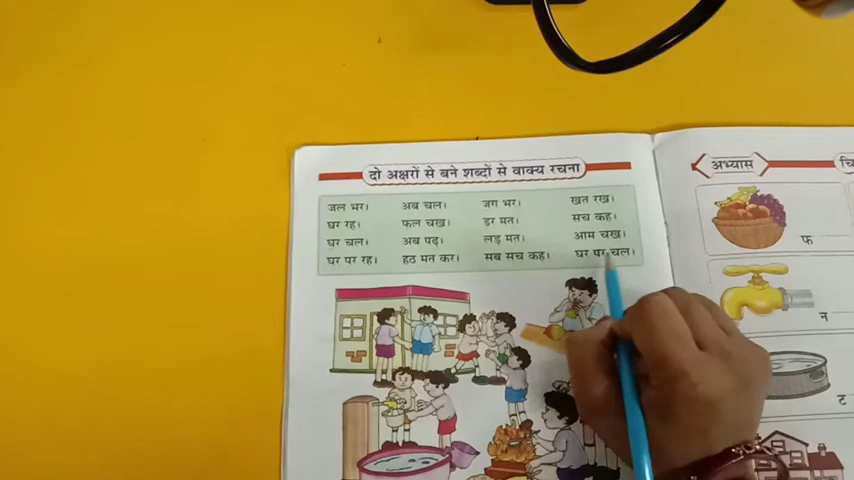 दो अक्षरों से बने शब्दों से वाक्य रचना
जल भर। अब चल। जग भर। खत रख।
घर रह। फल चख। डर मत। सच कह।
घर चल। अब पढ़। लड़ मत। आम चख।
घर पर रह। हठ मत कर। सब सच कह। घर पर चल।
अभ्यास
चि
फ
न
ट